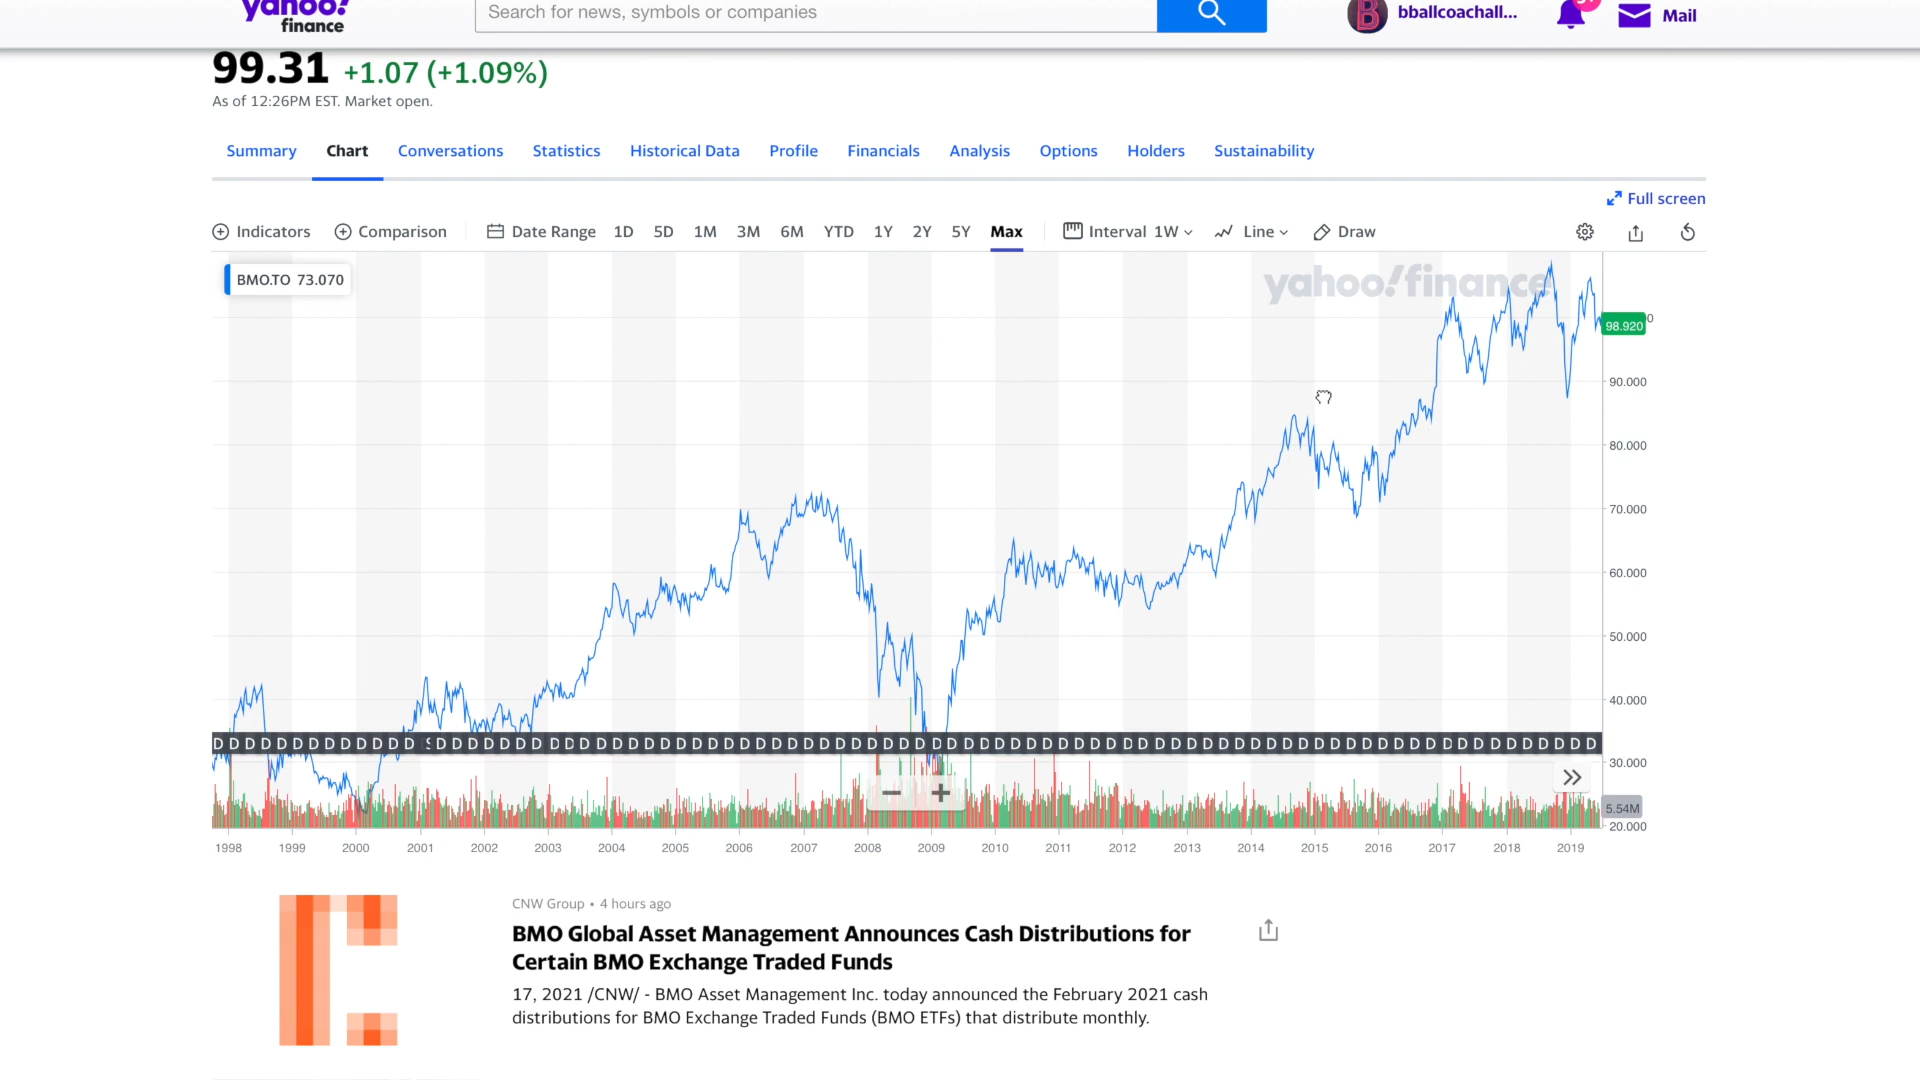 yahoo!
finance
Search for news, symbols or companies
B
bballcoachall...
Mail
99.31 +1.07 (+1.09%)
As of 12:26PM EST. Market open.
Summary Chart Conversations Statistics Historical Data Profile Financials Analysis Options Holders Sustainability
Full screen
Indicators Comparison Date Range 1D 5D 1M 3M 6M YTD 1Y 2Y 5Y Max Interval 1W Line Draw
BMO.TO 73.070
yahoo!finance
98.920
90.000
80.000
70.000
60.000
50.000
40.000
D D D D D D D D D D D D D S D D D D D D D D D D D D D D D D D D D D D D D D D D D D D D D D D D D D D D D D D D D D D D D D D D D D D D D D D D D D D D D D D D D D
30.000
5.54M
20.000
1998 1999 2000 2001 2002 2003 2004 2005 2006 2007 2008 2009 2010 2011 2012 2013 2014 2015 2016 2017 2018 2019
CNW Group • 4 hours ago
BMO Global Asset Management Announces Cash Distributions for
Certain BMO Exchange Traded Funds
17, 2021 /CNW/ - BMO Asset Management Inc. today announced the February 2021 cash
distributions for BMO Exchange Traded Funds (BMO ETFs) that distribute monthly.